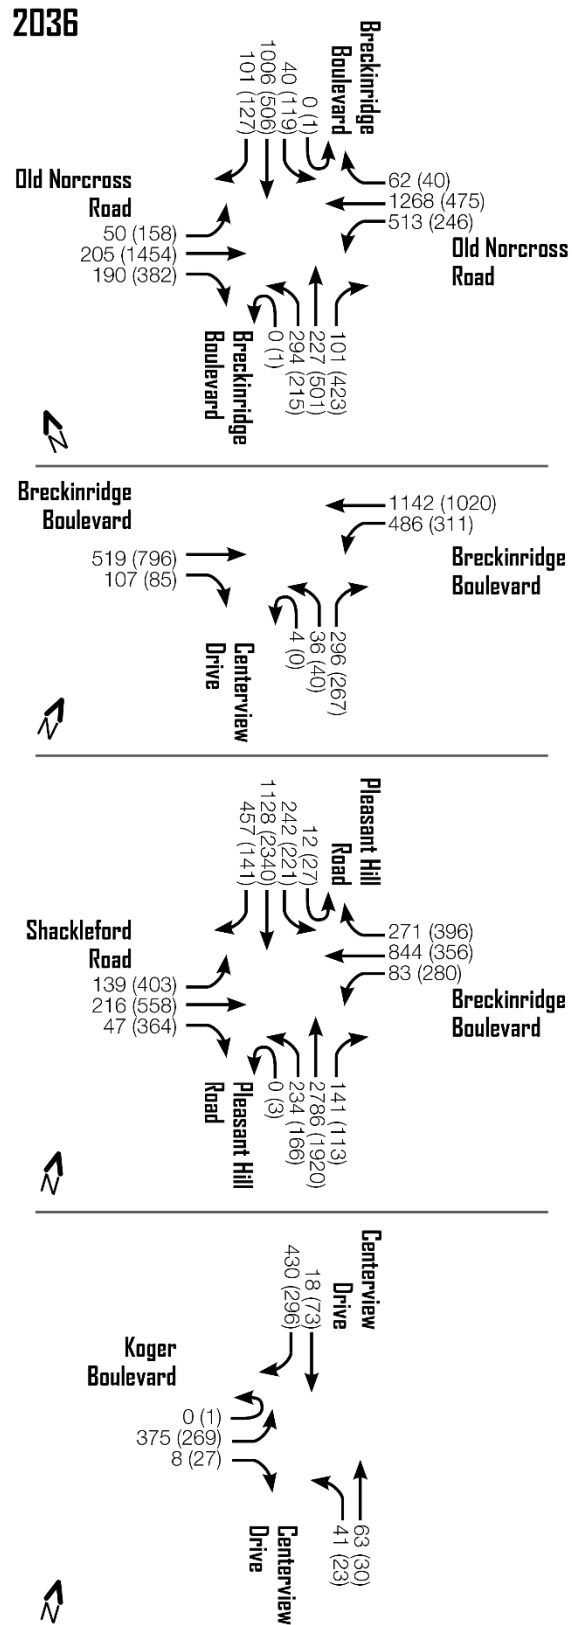 2036
Breckinridge
Boulevard
0 (1)
40 (119)
1006 (506)
101 (127)
Old Norcross
Road
50 (158)
205 (1454)
190 (382)
62 (40)
1268 (475)
513 (246)
Old Norcross
Road
Breckinridge
Boulevard
0 (1)
294 (215)
227 (501)
101 (423)
N
Breckinridge
Boulevard
519 (796)
107 (85)
1142 (1020)
486 (311)
Breckinridge
Boulevard
Centerview
Drive
4 (0)
36 (40)
296 (267)
N
Pleasant Hill
Road
12 (27)
242 (221)
1128 (2340)
457 (141)
Shackleford
Road
139 (403)
216 (558)
47 (364)
271 (396)
844 (356)
83 (280)
Breckinridge
Boulevard
Pleasant Hill
Road
0 (3)
234 (166)
2786 (1920)
141 (113)
N
Centerview
Drive
18 (73)
430 (296)
Koger
Boulevard
0 (1)
375 (269)
8 (27)
Centerview
Drive
63 (30)
41 (23)
N